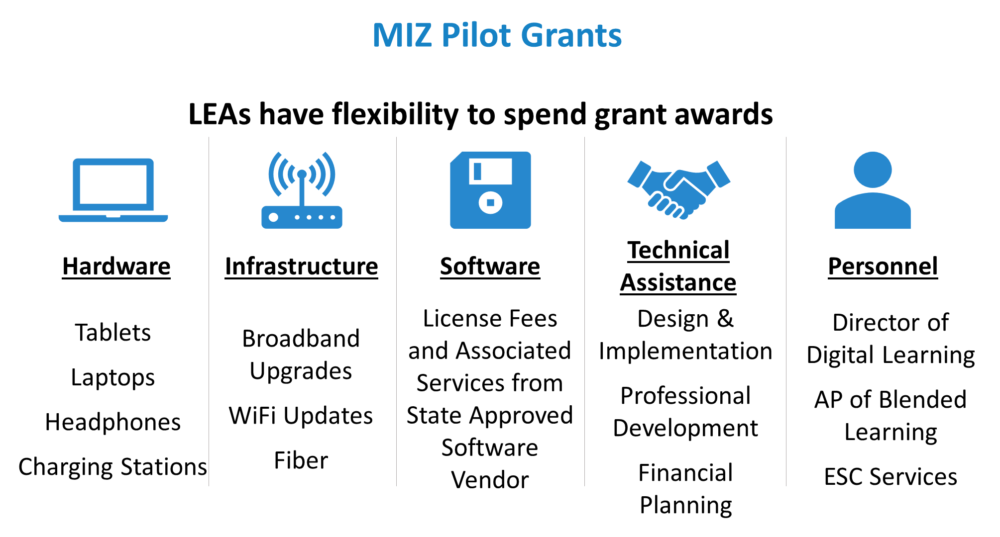 MIZ Pilot Grants
LEAs have flexibility to spend grant awards
Hardware
Tablets
Laptops
Headphones
Charging Stations
Infrastructure
Broadband
Upgrades
WiFi Updates
Fiber
Software
License Fees
and Associated
Services from
State Approved
Software
Vendor
Technical
Assistance
Design &
Implementation
Professional
Development
Financial
Planning
Personnel
Director of
Digital Learning
AP of Blended
Learning
ESC Services